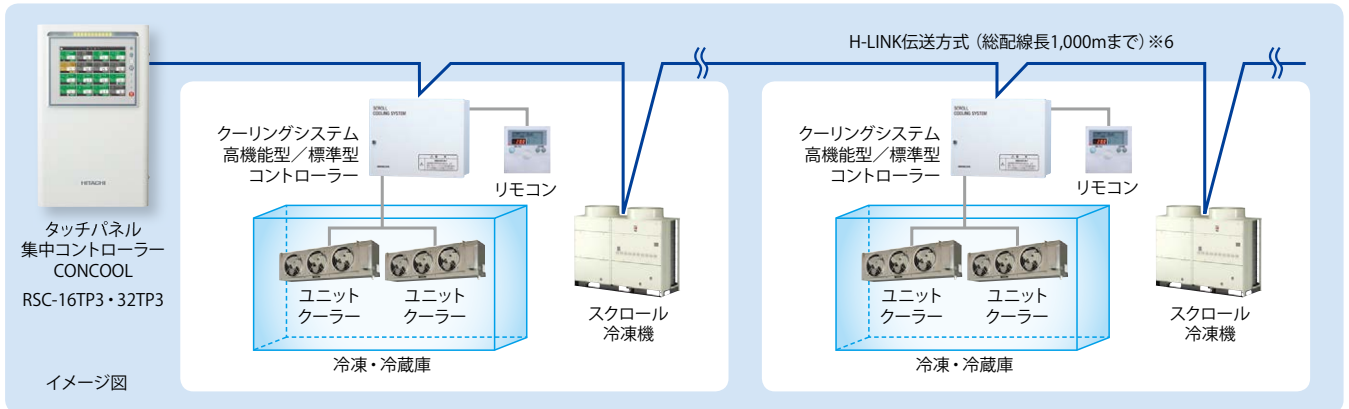 H-LINK伝送方式（総配線長1,000mまで）※6
HITACHI
タッチパネル
集中コントローラー
CONCOOL
RSC-16TP3・32TP3
イメージ図
SCROLL
COOLING SYSTEM
クーリングシステム
高機能型／標準型
コントローラー
リモコン
ユニット
クーラー
ユニット
クーラー
冷凍・冷蔵庫
スクロール
冷凍機
SCROLL
COOLING SYSTEM
クーリングシステム
高機能型／標準型
コントローラー
リモコン
ユニット
クーラー
ユニット
クーラー
冷凍・冷蔵庫
スクロール
冷凍機